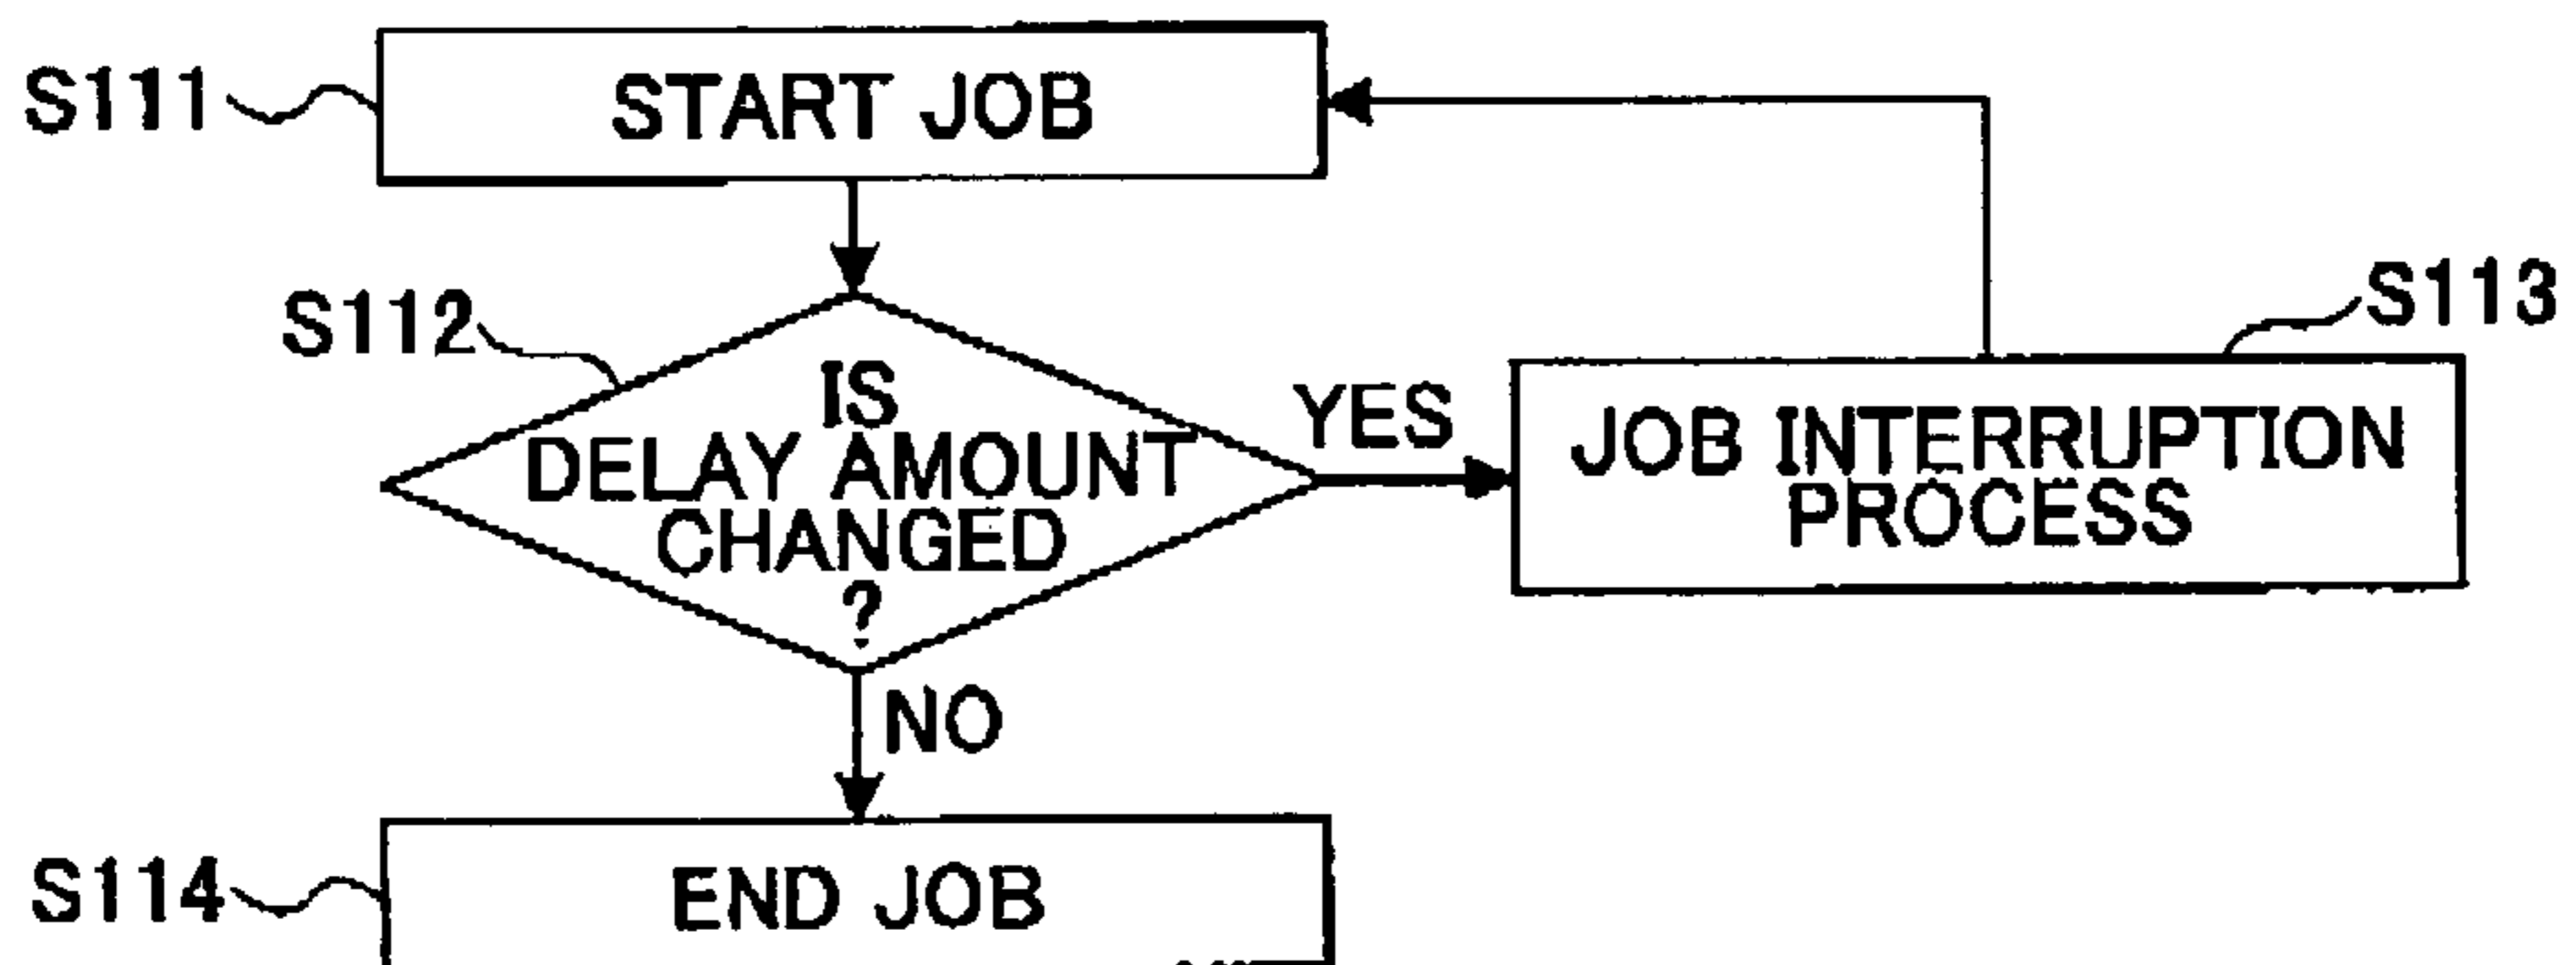 S111
START JOB
S112
IS
DELAY AMOUNT
CHANGED
?
YES
S113
JOB INTERRUPTION
PROCESS
NO
S114
END JOB